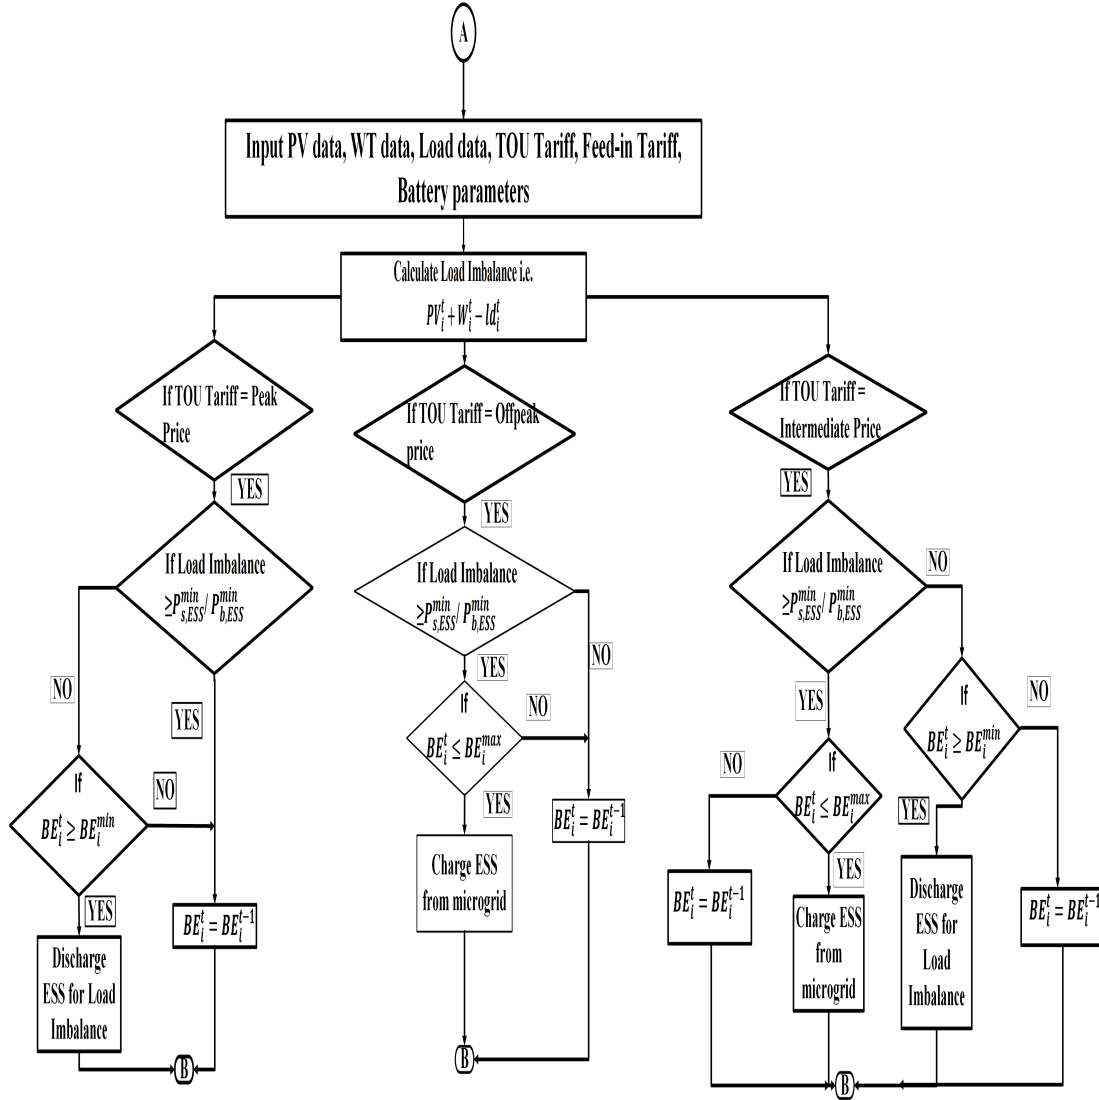 A
Input PV data, WT data, Load data, TOU Tariff, Feed-in Tariff,
Battery parameters
Calculate Load Imbalance i.e.
PV_i^t + W_i^t − ld_i^t
If TOU Tariff = Peak
Price
YES
If Load Imbalance
≥P_{s,ESS}^{min}/ P_{b,ESS}^{min}
NO
YES
If
BE_i^t ≥ BE_i^{min}
NO
YES
BE_i^t = BE_i^{t−1}
Discharge
ESS for Load
Imbalance
B
If TOU Tariff = Offpeak
price
YES
If Load Imbalance
≥P_{s,ESS}^{min}/ P_{b,ESS}^{min}
NO
YES
If
BE_i^t ≤ BE_i^{max}
NO
YES
BE_i^t = BE_i^{t−1}
Charge ESS
from microgrid
B
If TOU Tariff =
Intermediate Price
YES
If Load Imbalance
≥P_{s,ESS}^{min}/ P_{b,ESS}^{min}
NO
YES
If
BE_i^t ≤ BE_i^{max}
NO
YES
BE_i^t = BE_i^{t−1}
Charge ESS
from
microgrid
If
BE_i^t ≥ BE_i^{min}
NO
YES
Discharge
ESS for
Load
Imbalance
BE_i^t = BE_i^{t−1}
B